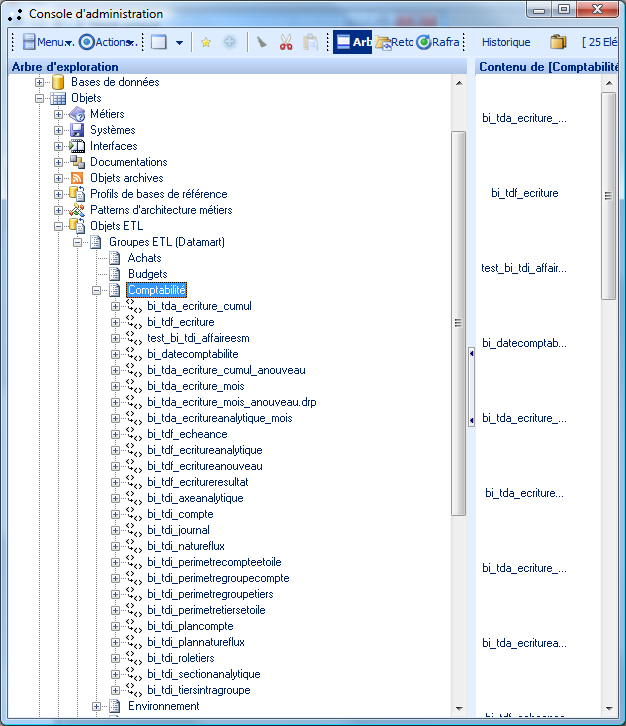 Console d'administration
Menu... Actions... Arb Retc Rafra Historique [ 25 Elé
Arbre d'exploration
Bases de données
Objets
Métiers
Systèmes
Interfaces
Documentations
Objets archives
Profils de bases de référence
Patterns d'architecture métiers
Objets ETL
Groupes ETL (Datamart)
Achats
Budgets
Comptabilité
bi_tda_ecriture_cumul
bi_tdf_ecriture
test_bi_tdi_affaireesm
bi_datecomptabilite
bi_tda_ecriture_cumul_anouveau
bi_tda_ecriture_mois
bi_tda_ecriture_mois_anouveau.drp
bi_tda_ecritureanalytique_mois
bi_tdf_echeance
bi_tdf_ecritureanalytique
bi_tdf_ecritureanouveau
bi_tdf_ecritureresultat
bi_tdi_axeanalytique
bi_tdi_compte
bi_tdi_journal
bi_tdi_natureflux
bi_tdi_perimetrecompteetoile
bi_tdi_perimetregroupecompte
bi_tdi_perimetregroupetiers
bi_tdi_perimetretiersetoile
bi_tdi_plancompte
bi_tdi_plannatureflux
bi_tdi_roletiers
bi_tdi_sectionanalytique
bi_tdi_tiersintragroupe
Environnement
Contenu de [Comptabilité
bi_tda_ecriture_...
bi_tdf_ecriture
test_bi_tdi_affair...
bi_datecomptab...
bi_tda_ecriture_...
bi_tda_ecriture...
bi_tda_ecriture_...
bi_tda_ecriturea...